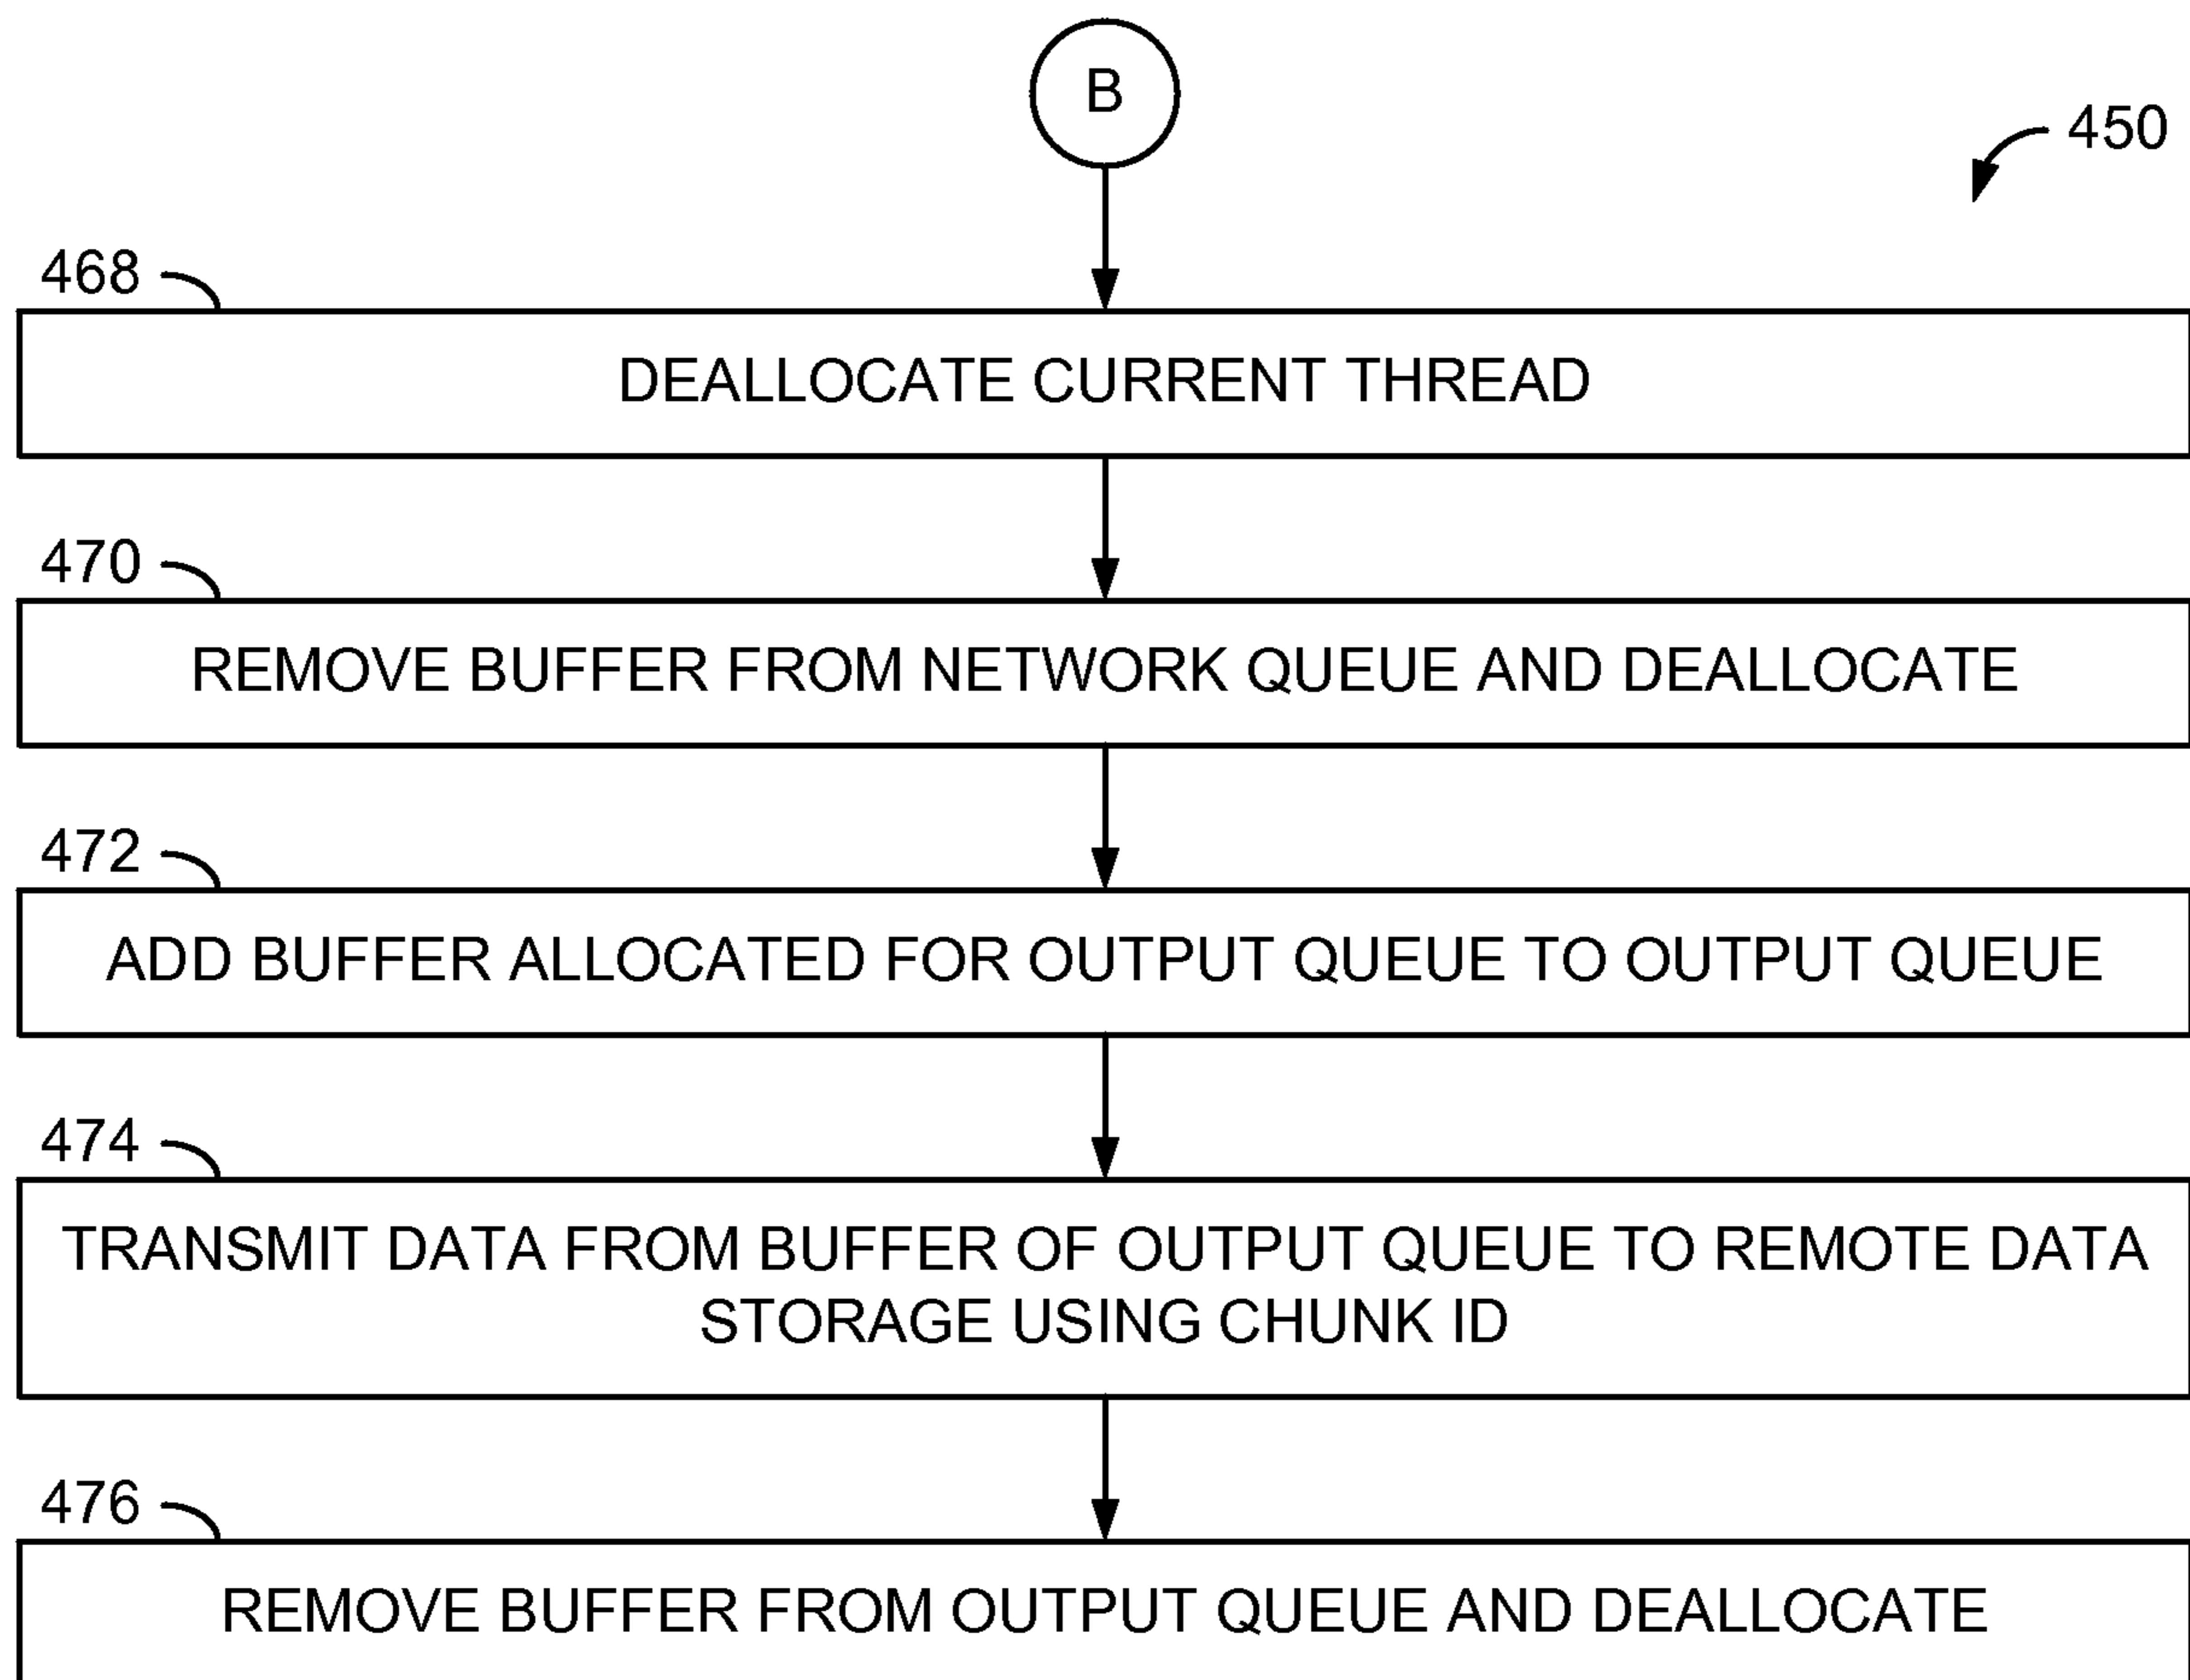 B
450
468
DEALLOCATE CURRENT THREAD
470
REMOVE BUFFER FROM NETWORK QUEUE AND DEALLOCATE
472
ADD BUFFER ALLOCATED FOR OUTPUT QUEUE TO OUTPUT QUEUE
474
TRANSMIT DATA FROM BUFFER OF OUTPUT QUEUE TO REMOTE DATA
STORAGE USING CHUNK ID
476
REMOVE BUFFER FROM OUTPUT QUEUE AND DEALLOCATE